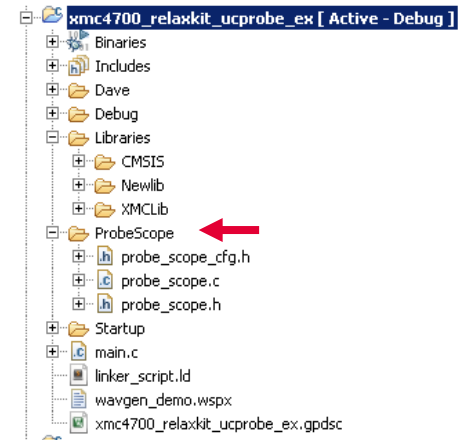 xmc4700_relaxkit_ucprobe_ex [ Active - Debug ]
Binaries
Includes
Dave
Debug
Libraries
CMSIS
Newlib
XMCLib
ProbeScope
probe_scope_cfg.h
probe_scope.c
probe_scope.h
Startup
main.c
linker_script.ld
wavgen_demo.wspx
xmc4700_relaxkit_ucprobe_ex.gpdsc